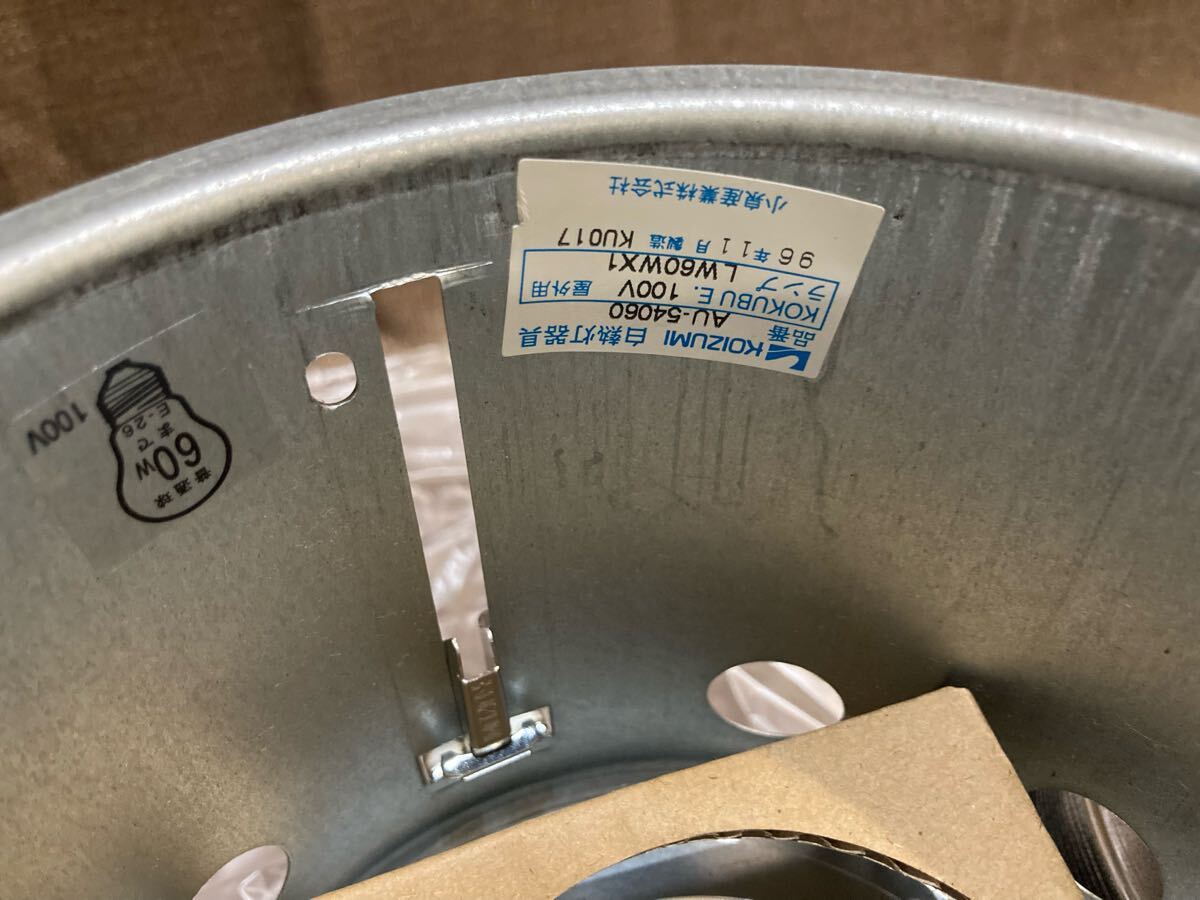 KOIZUMI 白熱灯器具
品番 AU-54060
KOKUBU E. 100V 屋外用
ランプ LW60WX1
96年11月製造 KU017
小泉産業株式会社
普通球
60W
まで
E-26
100V